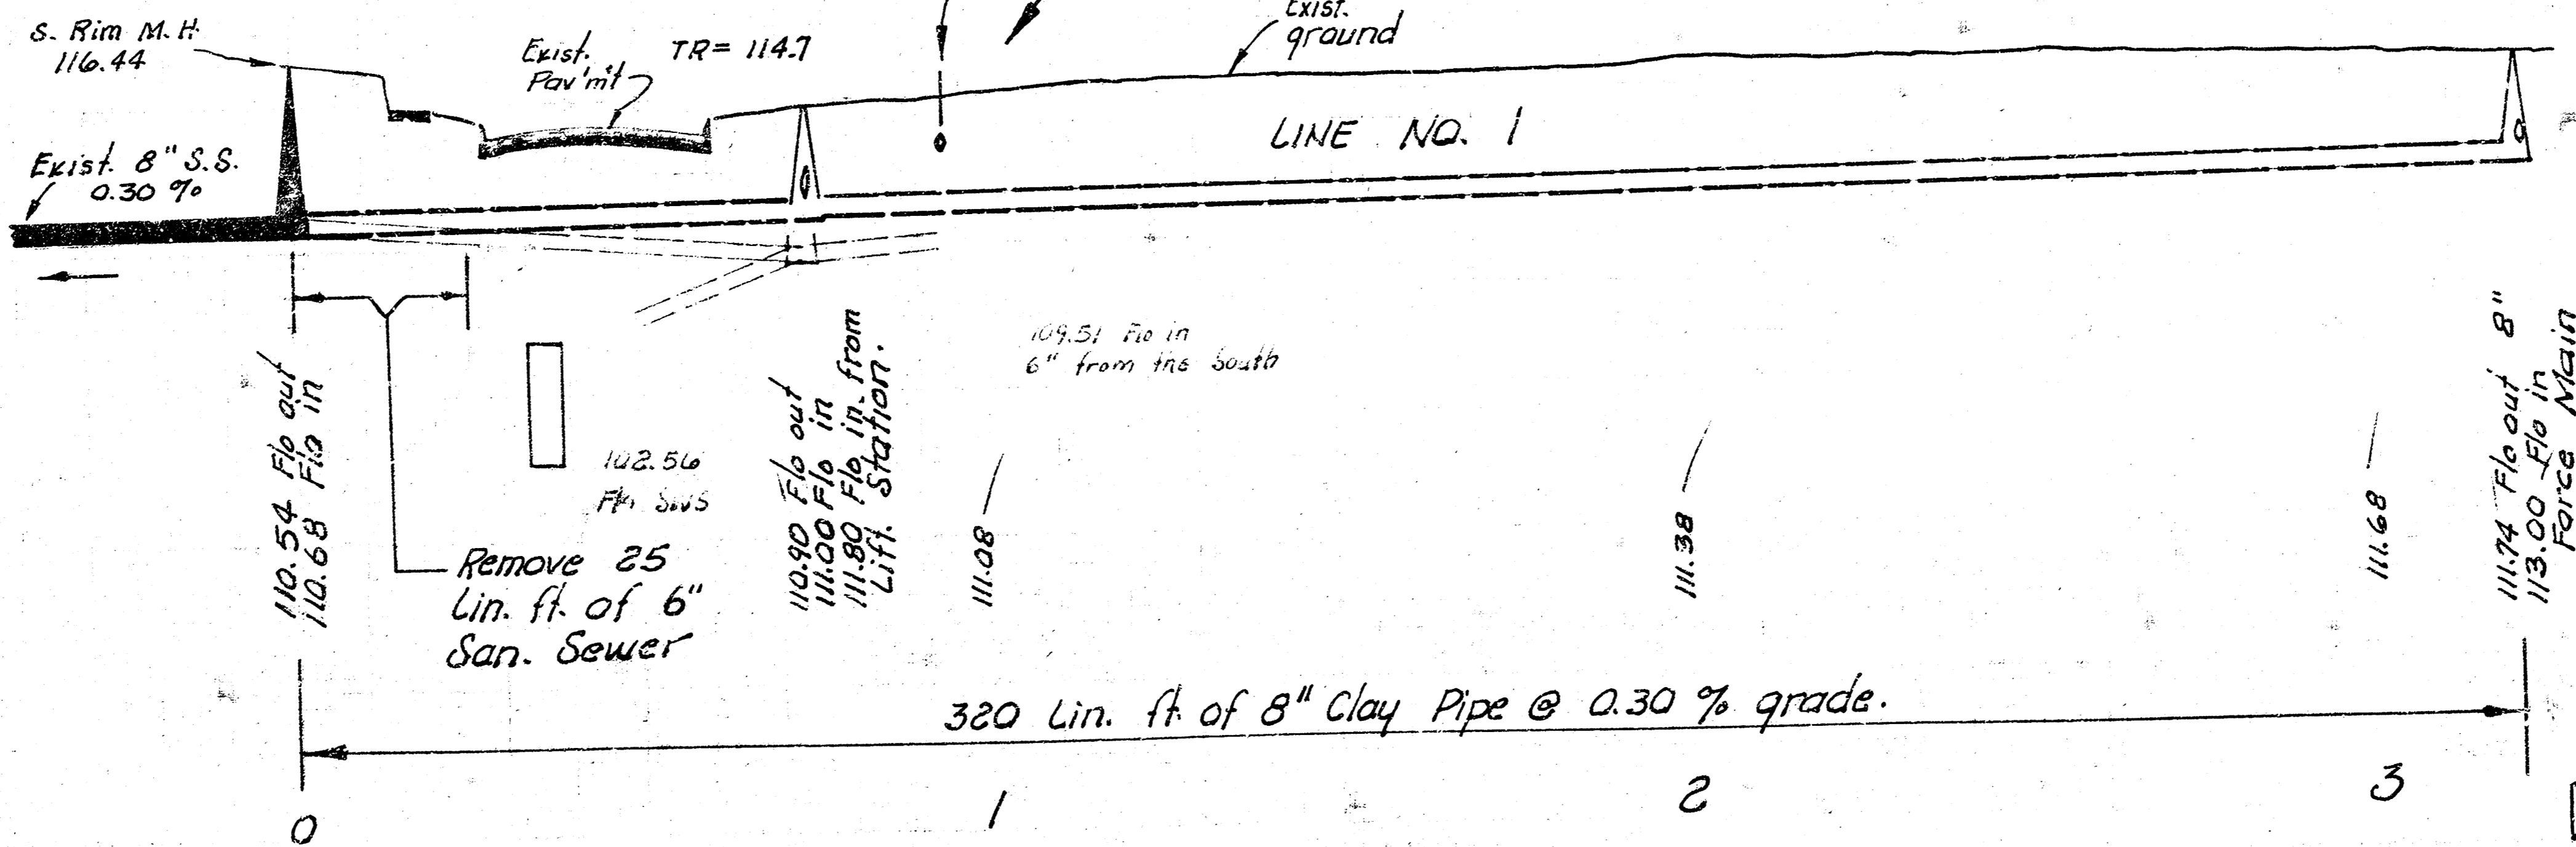 S. Rim M.H.
116.44
Exist.
Pav'm't
TR= 114.7
Exist.
ground
Exist. 8" S.S.
0.30 %
LINE NO. 1
109.51 Flo in
6" from the South
110.54 Flo out
110.68 Flo in
102.56
Remove 25
Lin. ft. of 6"
San. Sewer
110.90 Flo out
111.00 Flo in
111.80 Flo in from
Lift. Station.
111.08
111.38
111.68
111.74 Flo out 8"
113.00 Flo in
Force Main
320 Lin. ft. of 8" Clay Pipe @ 0.30 % grade.
0
1
2
3